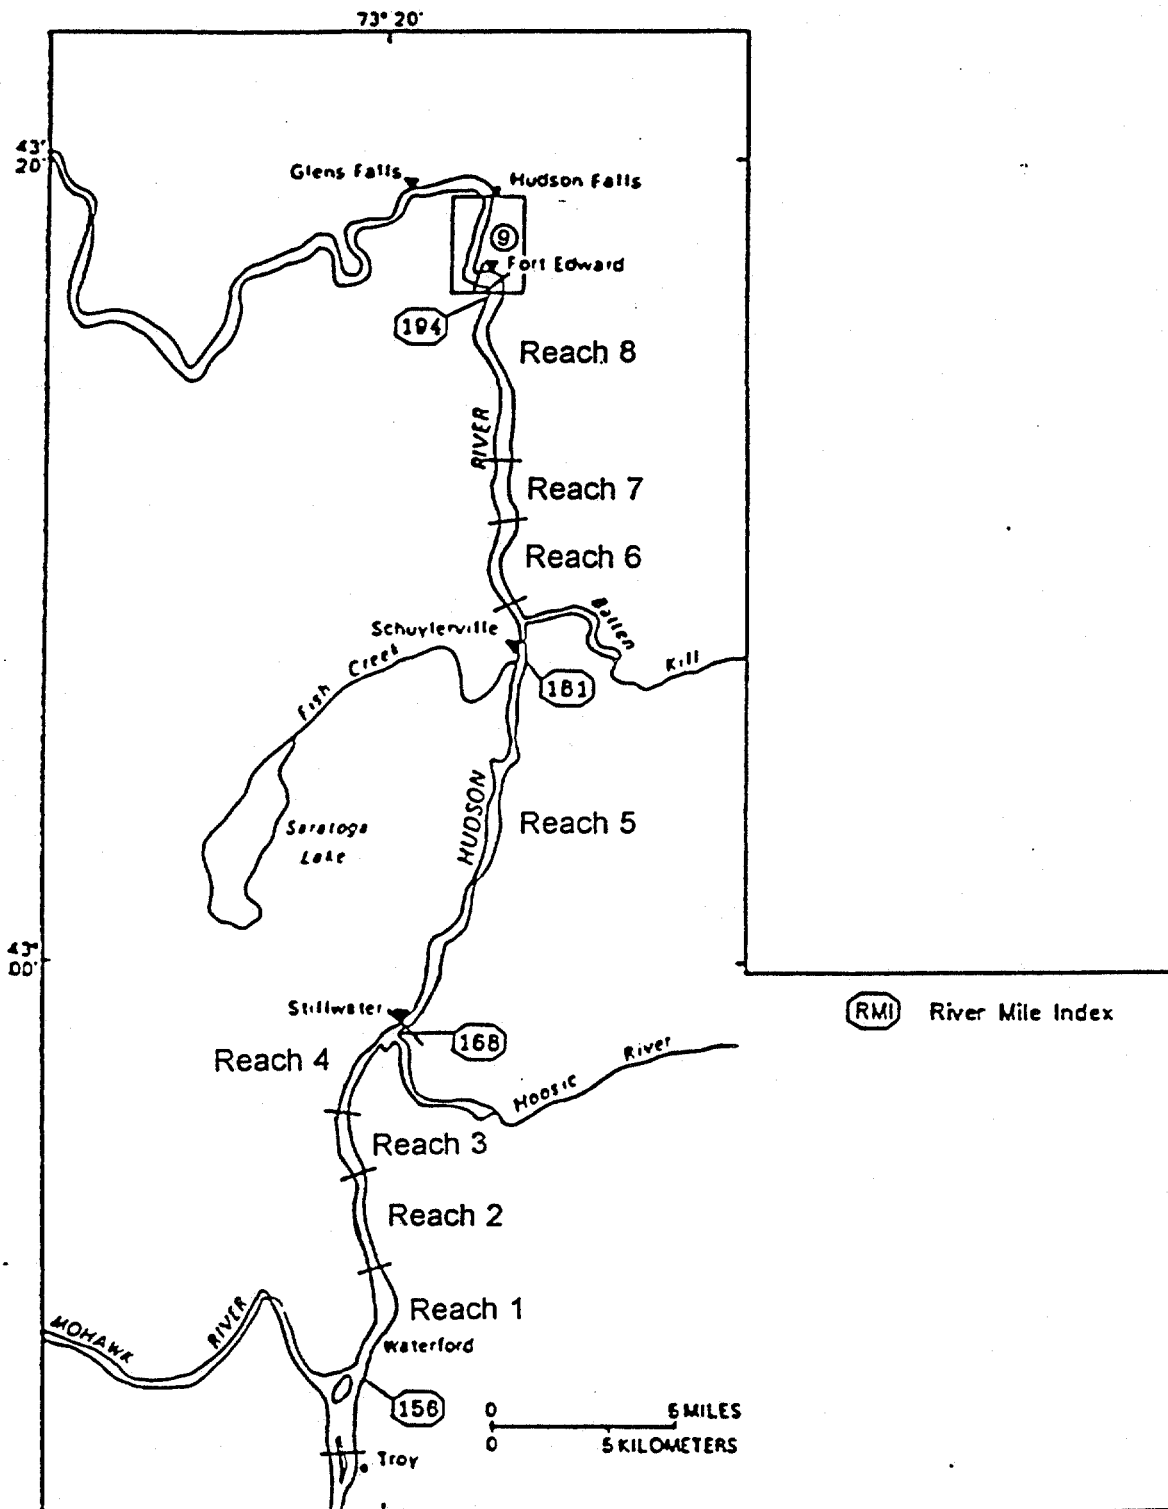 73° 20'
43°
20'
Glens Falls
Hudson Falls
9
Fort Edward
194
Reach 8
RIVER
Reach 7
Reach 6
Batten
Kill
Schuylerville
Fish Creek
181
HUDSON
Reach 5
Saratoga
Lake
43°
00'
Stillwater
168
RMI River Mile Index
Reach 4
Hoosic River
Reach 3
Reach 2
Reach 1
MOHAWK RIVER
Waterford
156
0 5 MILES
0 5 KILOMETERS
Troy